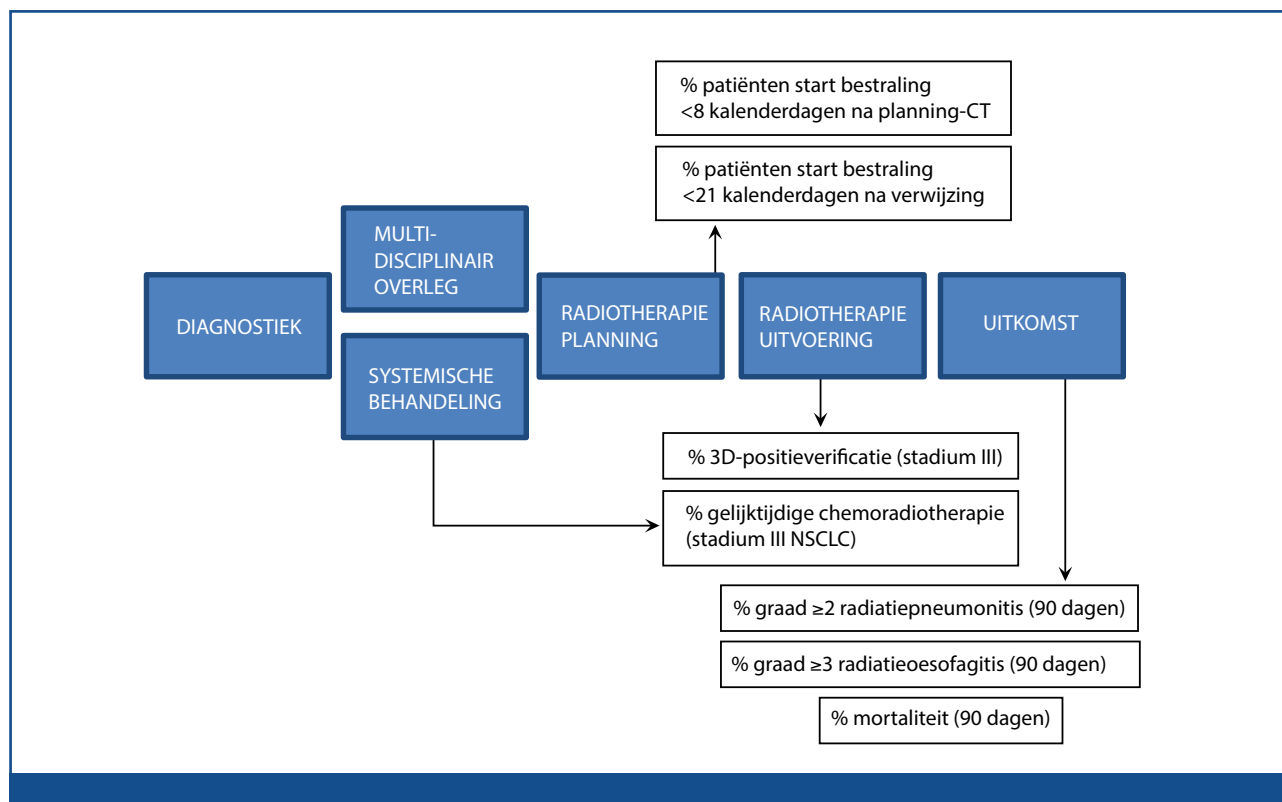 % patiënten start bestraling
<8 kalenderdagen na planning-CT
% patiënten start bestraling
<21 kalenderdagen na verwijzing
MULTI-
DISCIPLINAIR
OVERLEG
DIAGNOSTIEK
SYSTEMISCHE
BEHANDELING
RADIOTHERAPIE
PLANNING
RADIOTHERAPIE
UITVOERING
UITKOMST
% 3D-positieverificatie (stadium III)
% gelijktijdige chemoradiotherapie
(stadium III NSCLC)
% graad ≥2 radiatiepneumonitis (90 dagen)
% graad ≥3 radiatieoesofagitis (90 dagen)
% mortaliteit (90 dagen)